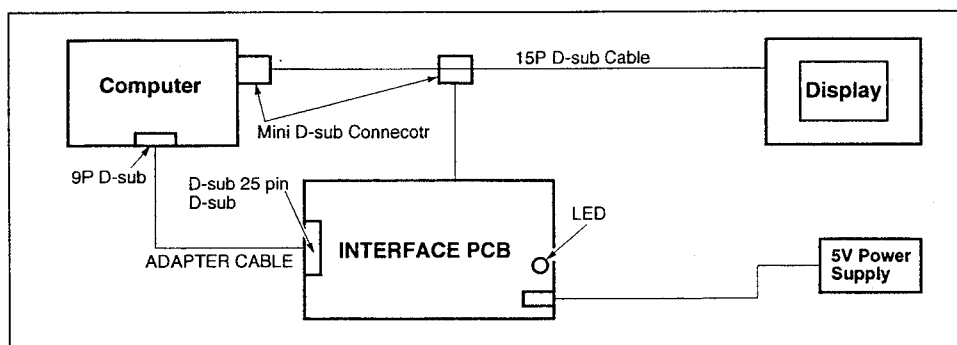 Computer
15P D-sub Cable
Display
Mini D-sub Connecotr
9P D-sub
D-sub 25 pin
D-sub
LED
INTERFACE PCB
ADAPTER CABLE
5V Power
Supply